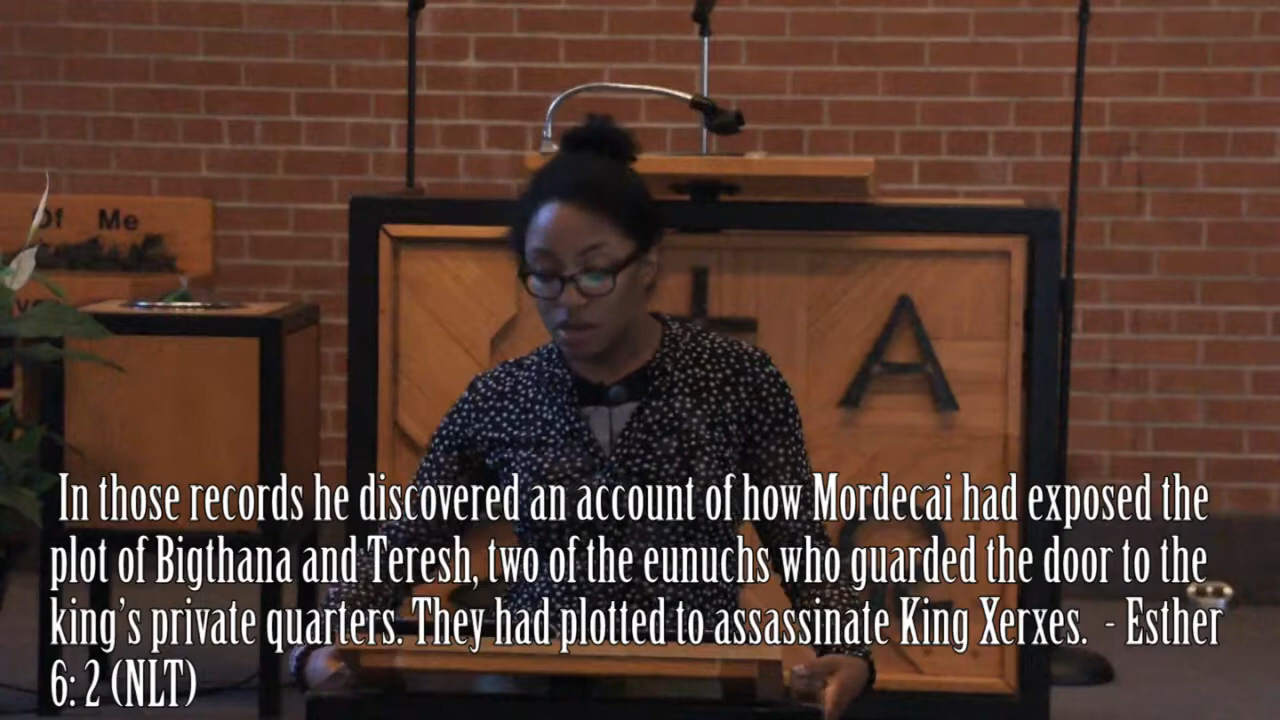 Of Me
A
In those records he discovered an account of how Mordecai had exposed the
plot of Bigthana and Teresh, two of the eunuchs who guarded the door to the
king's private quarters. They had plotted to assassinate King Xerxes. - Esther
6: 2 (NLT)